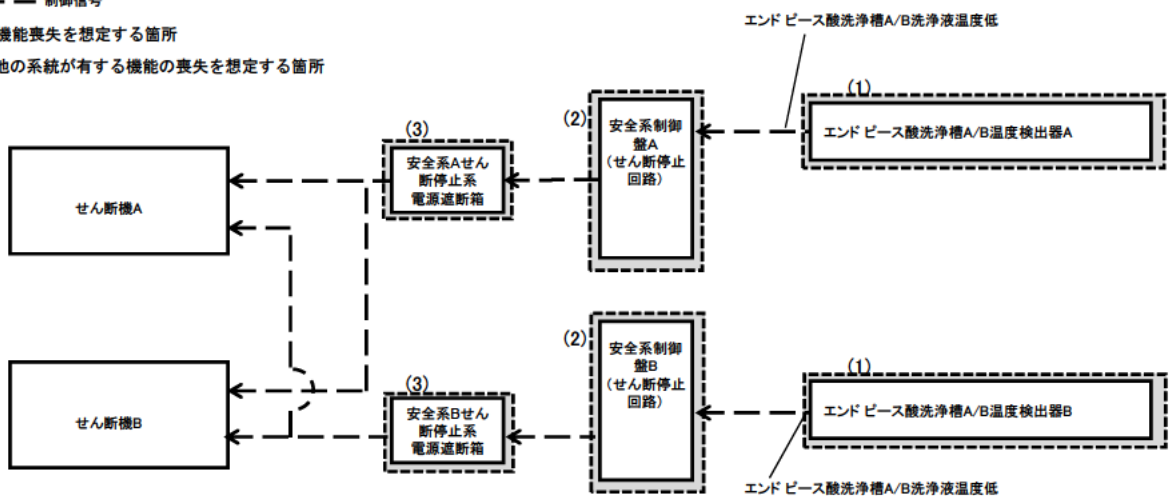 制御信号
機能喪失を想定する箇所
他の系統が有する機能の喪失を想定する箇所
エンドピース酸洗浄槽A/B洗浄液温度低
(1)
エンドピース酸洗浄槽A/B温度検出器A
(2)
安全系制御
盤A
(せん断停止
回路)
(3)
安全系Aせん
断停止系
電源遮断箱
せん断機A
(1)
エンドピース酸洗浄槽A/B温度検出器B
(2)
安全系制御
盤B
(せん断停止
回路)
(3)
安全系Bせん
断停止系
電源遮断箱
せん断機B
エンドピース酸洗浄槽A/B洗浄液温度低